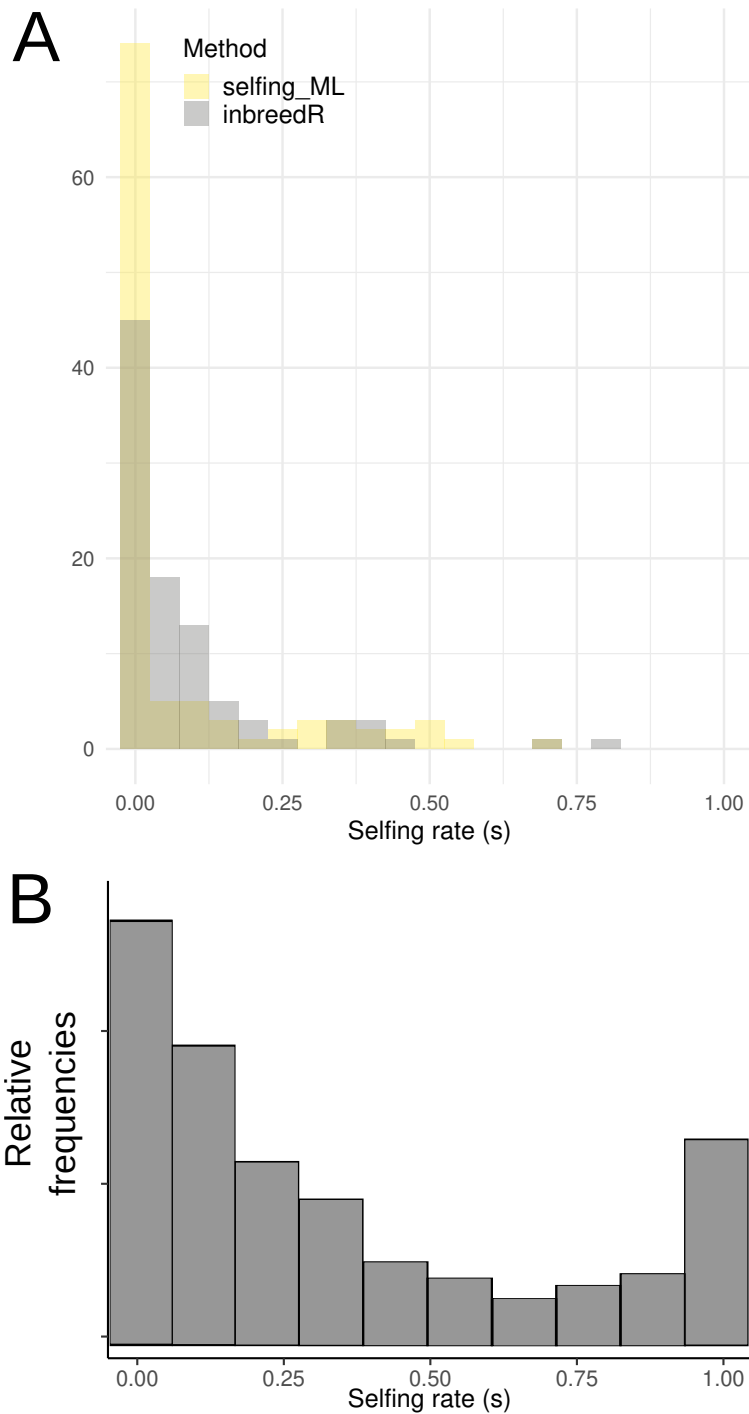 A
Method
selfing_ML
inbreedR
60
40
20
0
0.00 0.25 0.50 0.75 1.00
Selfing rate (s)
B
Relative
frequencies
0.00 0.25 0.50 0.75 1.00
Selfing rate (s)